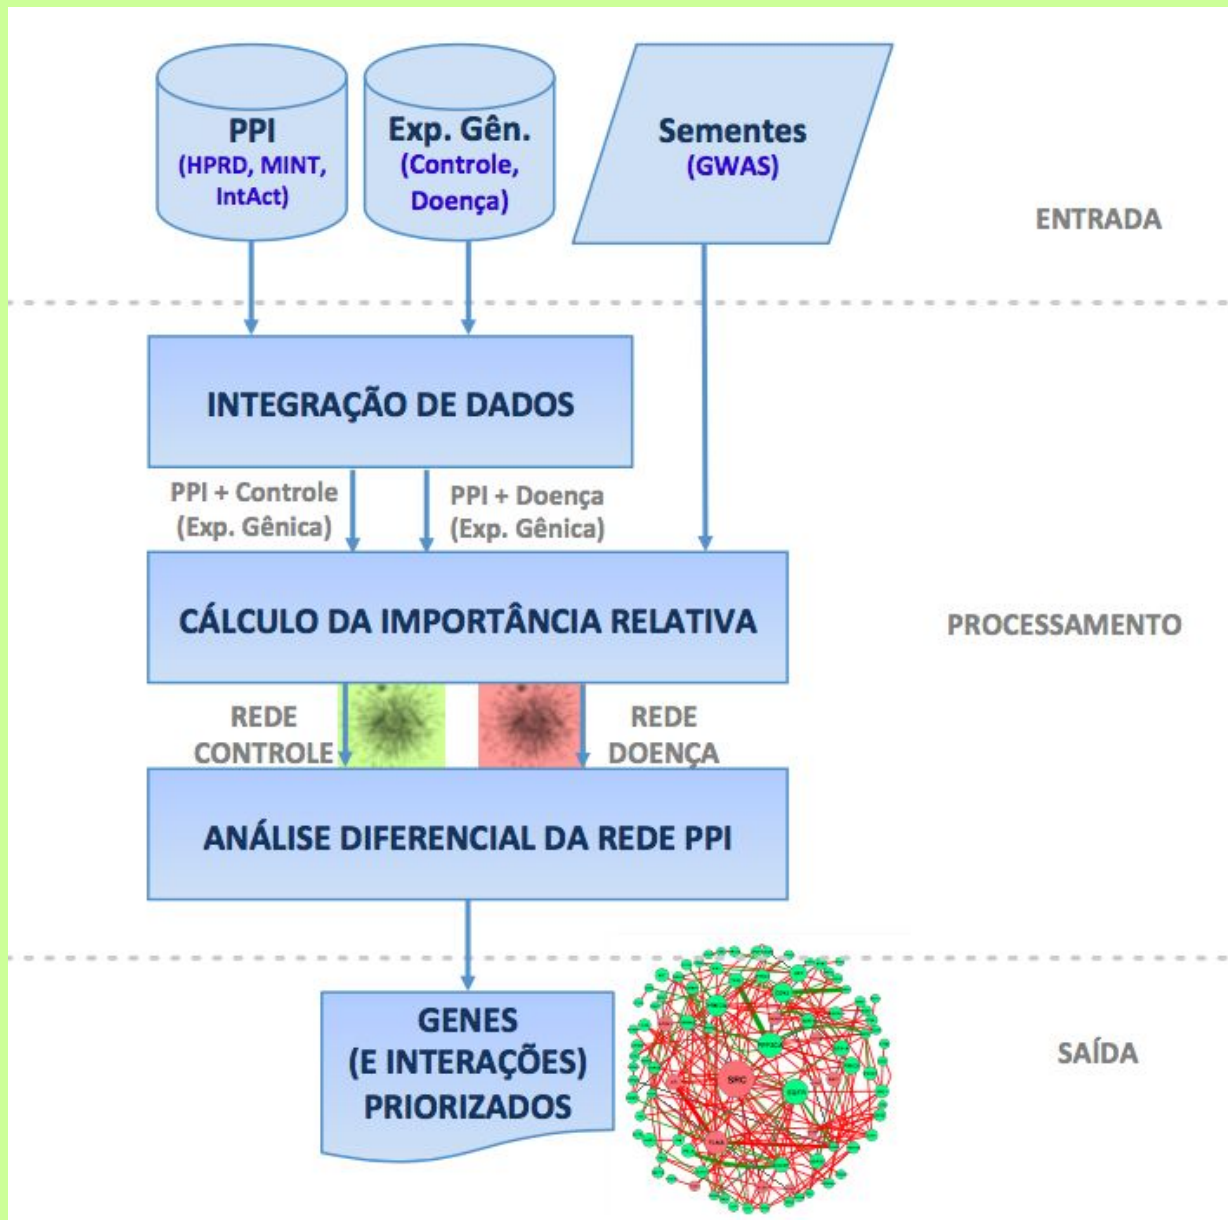 PPI
(HPRD, MINT,
IntAct)
Exp. Gên.
(Controle,
Doença)
Sementes
(GWAS)
ENTRADA
INTEGRAÇÃO DE DADOS
PPI + Controle
(Exp. Gênica)
PPI + Doença
(Exp. Gênica)
CÁLCULO DA IMPORTÂNCIA RELATIVA
PROCESSAMENTO
REDE
CONTROLE
REDE
DOENÇA
ANÁLISE DIFERENCIAL DA REDE PPI
GENES
(E INTERAÇÕES)
PRIORIZADOS
SRC
SAÍDA